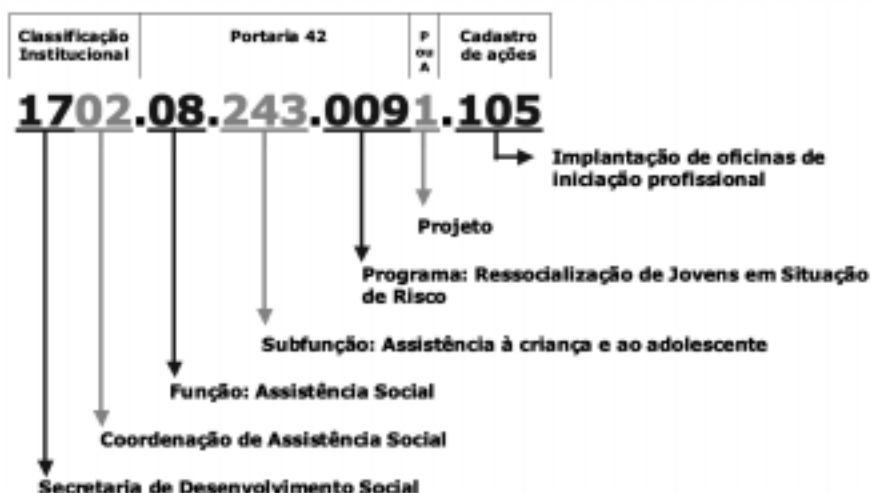 Classificação
Institucional
Portaria 42
P
ou
A
Cadastro
de ações
1702.08.243.0091.105
Implantação de oficinas de
iniciação profissional
Projeto
Programa: Ressocialização de Jovens em Situação
de Risco
Subfunção: Assistência à criança e ao adolescente
Função: Assistência Social
Coordenação de Assistência Social
Secretaria de Desenvolvimento Social